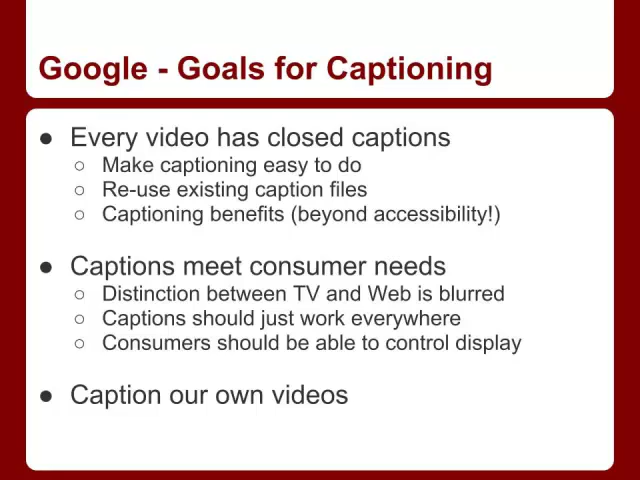 Google - Goals for Captioning
● Every video has closed captions
○ Make captioning easy to do
○ Re-use existing caption files
○ Captioning benefits (beyond accessibility!)
● Captions meet consumer needs
○ Distinction between TV and Web is blurred
○ Captions should just work everywhere
○ Consumers should be able to control display
● Caption our own videos